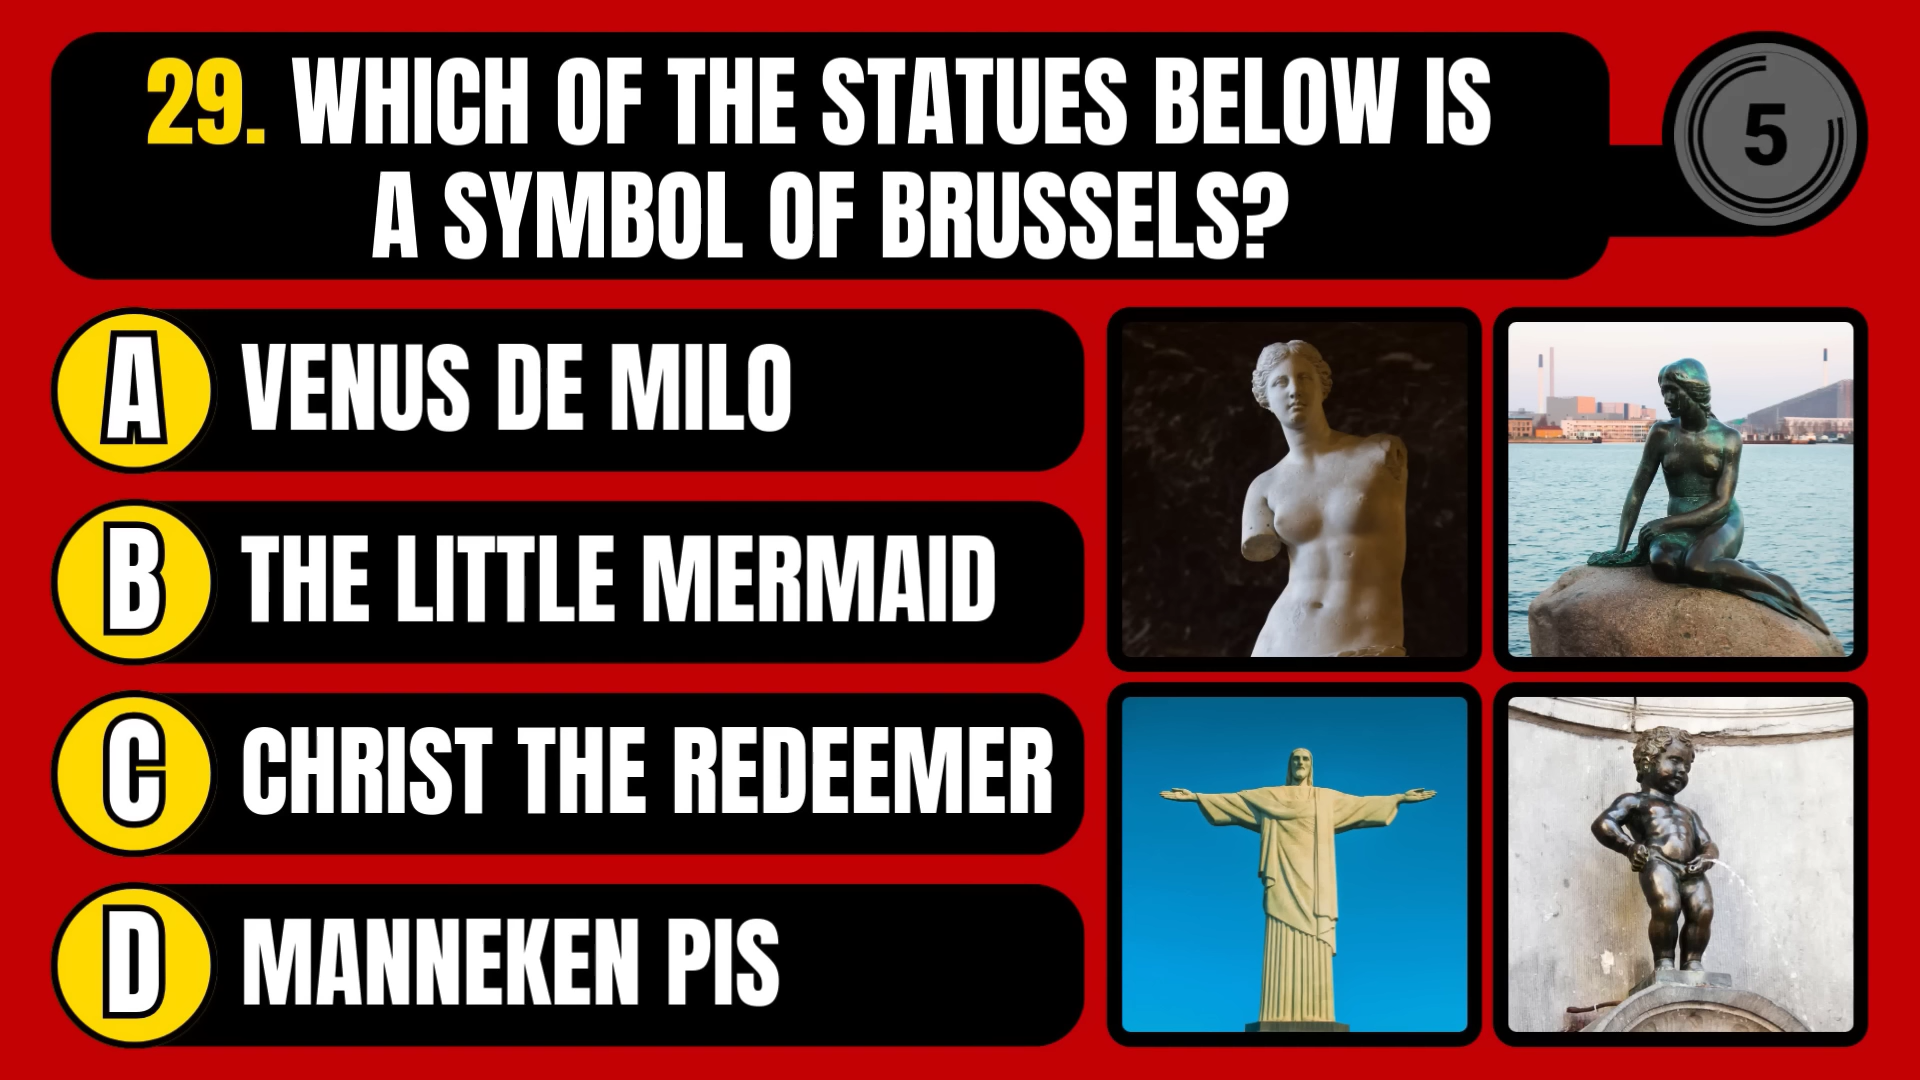 29. WHICH OF THE STATUES BELOW IS
A SYMBOL OF BRUSSELS?
5
A VENUS DE MILO
B THE LITTLE MERMAID
C CHRIST THE REDEEMER
D MANNEKEN PIS